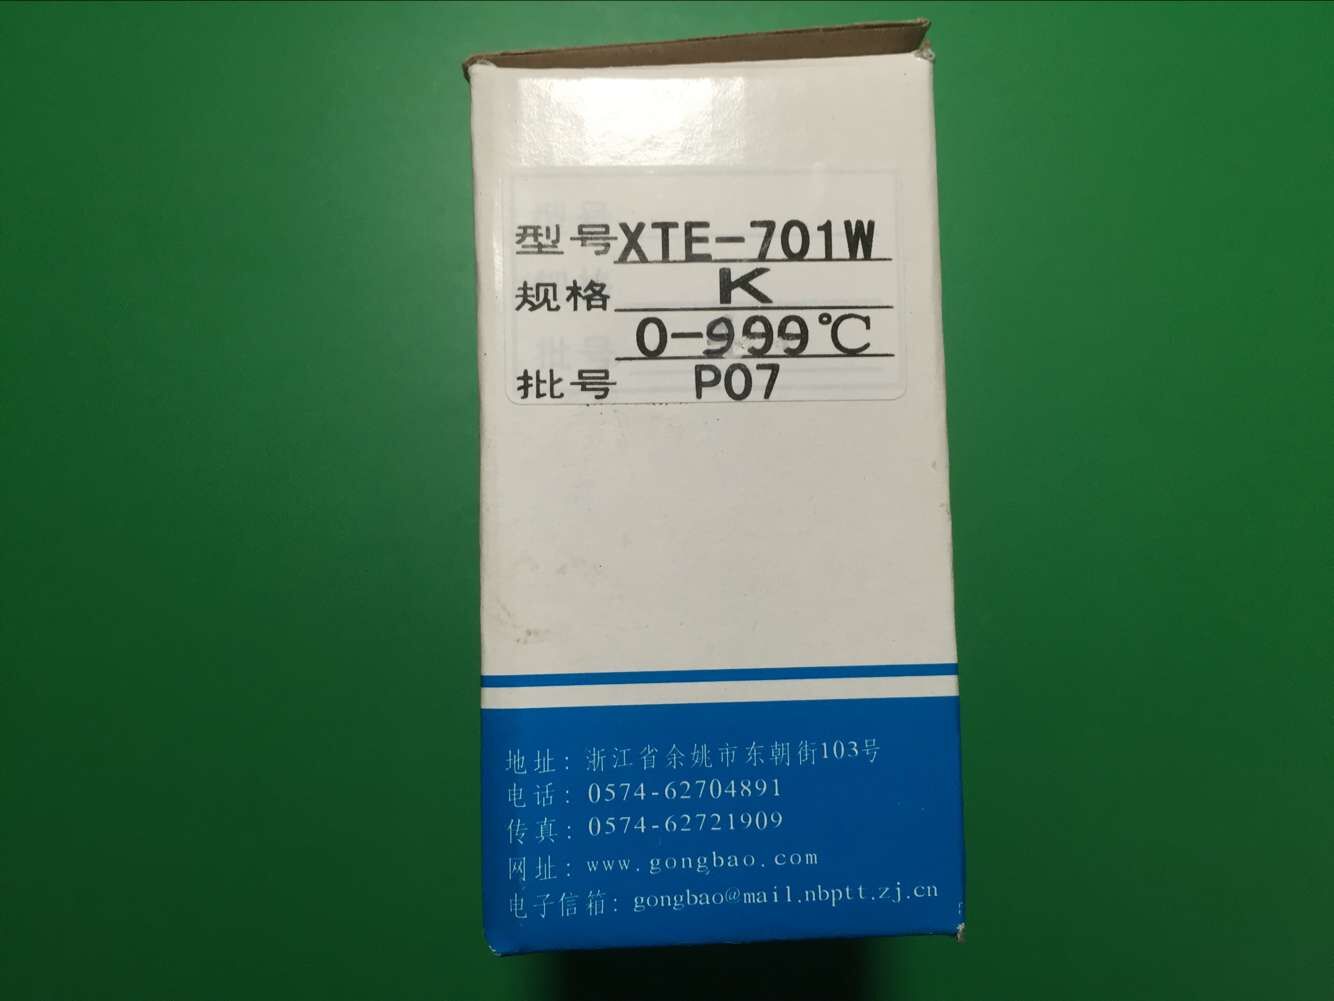 型号XTE-701W
规格 K
0-999℃
批号 P07
地址：浙江省余姚市东朝街103号
电话：0574-62704891
传真：0574-62721909
网址：www.gongbao.com
电子信箱：gongbao@mail.nbptt.zj.cn